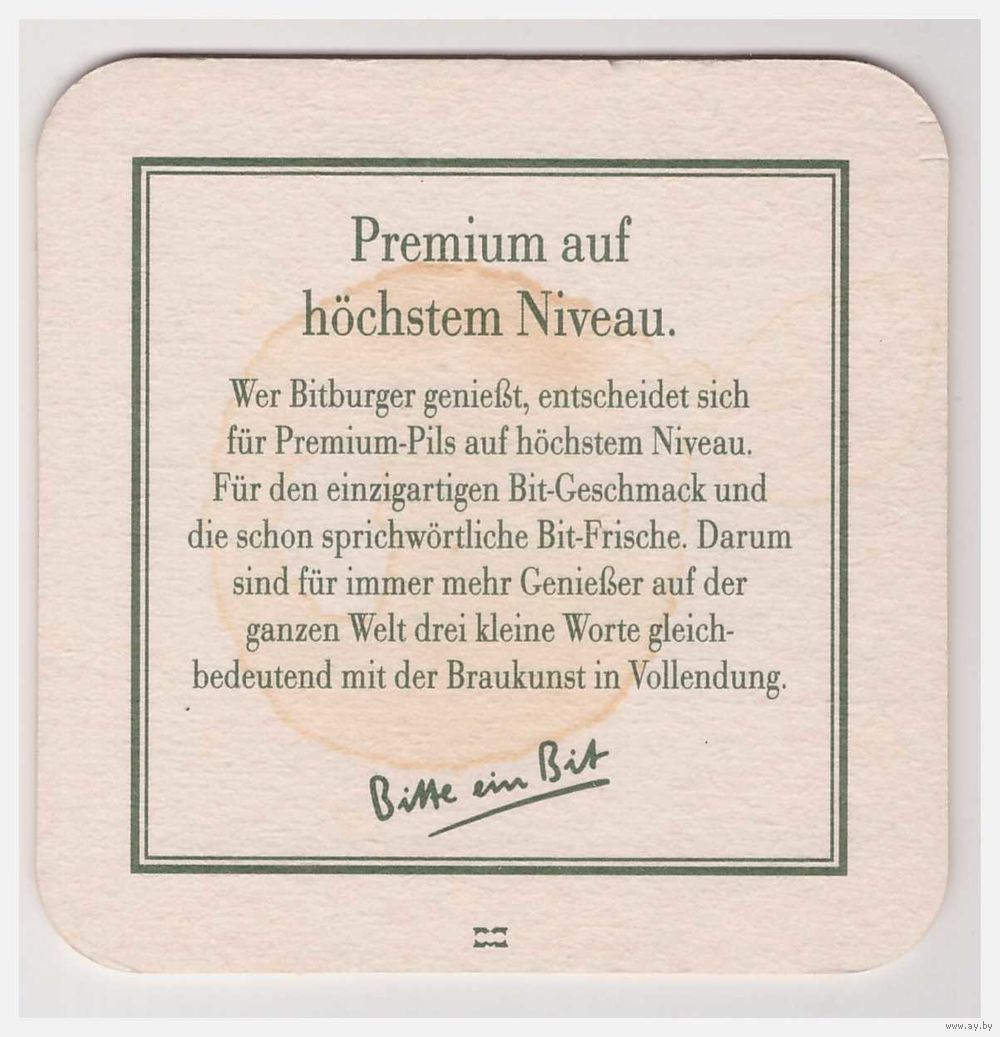 Premium auf
höchstem Niveau.
Wer Bitburger genießt, entscheidet sich
für Premium-Pils auf höchstem Niveau.
Für den einzigartigen Bit-Geschmack und
die schon sprichwörtliche Bit-Frische. Darum
sind für immer mehr Genießer auf der
ganzen Welt drei kleine Worte gleich-
bedeutend mit der Braukunst in Vollendung.
Bitte ein Bit
www.ay.by